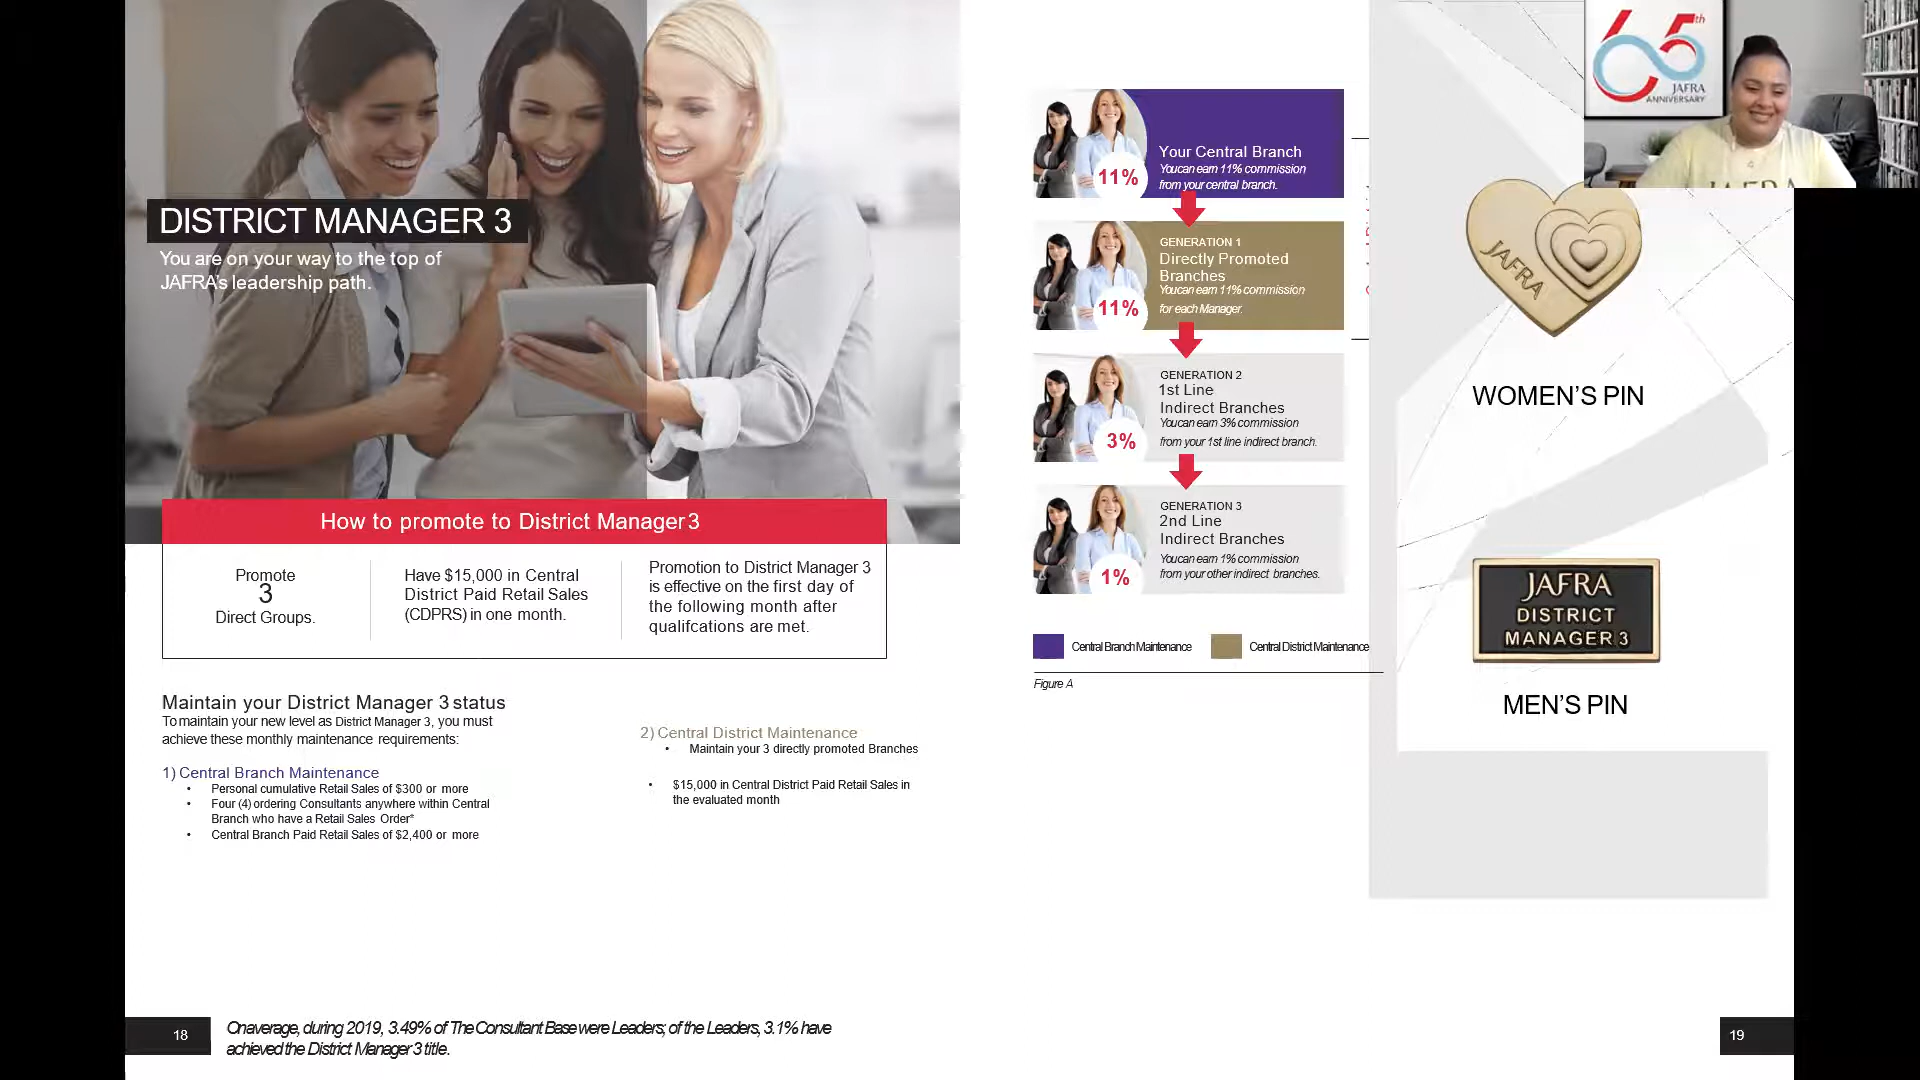 DISTRICT MANAGER 3
You are on your way to the top of
JAFRA's leadership path.
How to promote to District Manager 3
Promote
3
Direct Groups.
Have $15,000 in Central
District Paid Retail Sales
(CDPRS) in one month.
Promotion to District Manager 3
is effective on the first day of
the following month after
qualifcations are met.
Maintain your District Manager 3 status
To maintain your new level as District Manager 3, you must
achieve these monthly maintenance requirements:
1) Central Branch Maintenance
• Personal cumulative Retail Sales of $300 or more
• Four (4) ordering Consultants anywhere within Central
Branch who have a Retail Sales Order*
• Central Branch Paid Retail Sales of $2,400 or more
2) Central District Maintenance
• Maintain your 3 directly promoted Branches
• $15,000 in Central District Paid Retail Sales in
the evaluated month
18
On average, during 2019, 3.49% of The Consultant Base were Leaders; of the Leaders, 3.1% have
achieved the District Manager 3 title.
11%
Your Central Branch
You can earn 11% commission
from your central branch.
11%
GENERATION 1
Directly Promoted
Branches
You can earn 11% commission
for each Manager.
3%
GENERATION 2
1st Line
Indirect Branches
You can earn 3% commission
from your 1st line indirect branch.
1%
GENERATION 3
2nd Line
Indirect Branches
You can earn 1% commission
from your other indirect branches.
Central Branch Maintenance
Central District Maintenance
Figure A
JAFRA
WOMEN'S PIN
JAFRA
DISTRICT
MANAGER 3
MEN'S PIN
19
65th
JAFRA
ANNIVERSARY
JAFRA